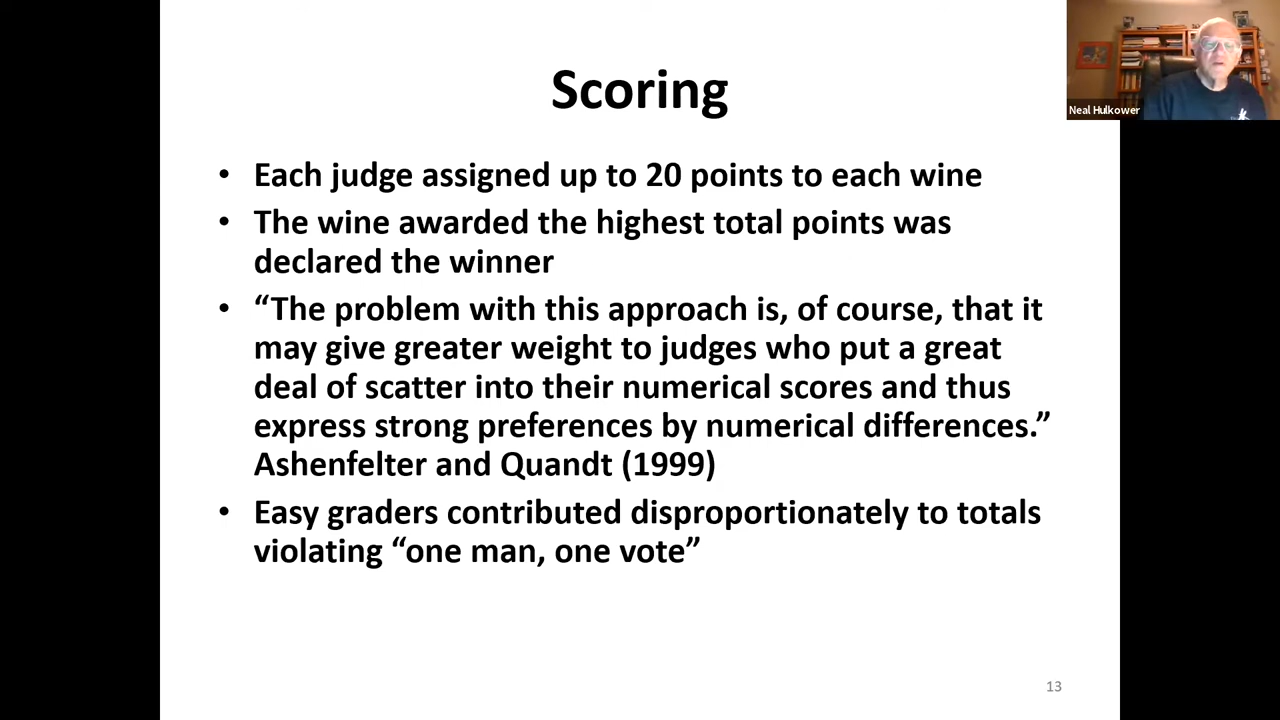 Scoring
Neal Hulkower
• Each judge assigned up to 20 points to each wine
• The wine awarded the highest total points was
declared the winner
• “The problem with this approach is, of course, that it
may give greater weight to judges who put a great
deal of scatter into their numerical scores and thus
express strong preferences by numerical differences.”
Ashenfelter and Quandt (1999)
• Easy graders contributed disproportionately to totals
violating “one man, one vote”
13